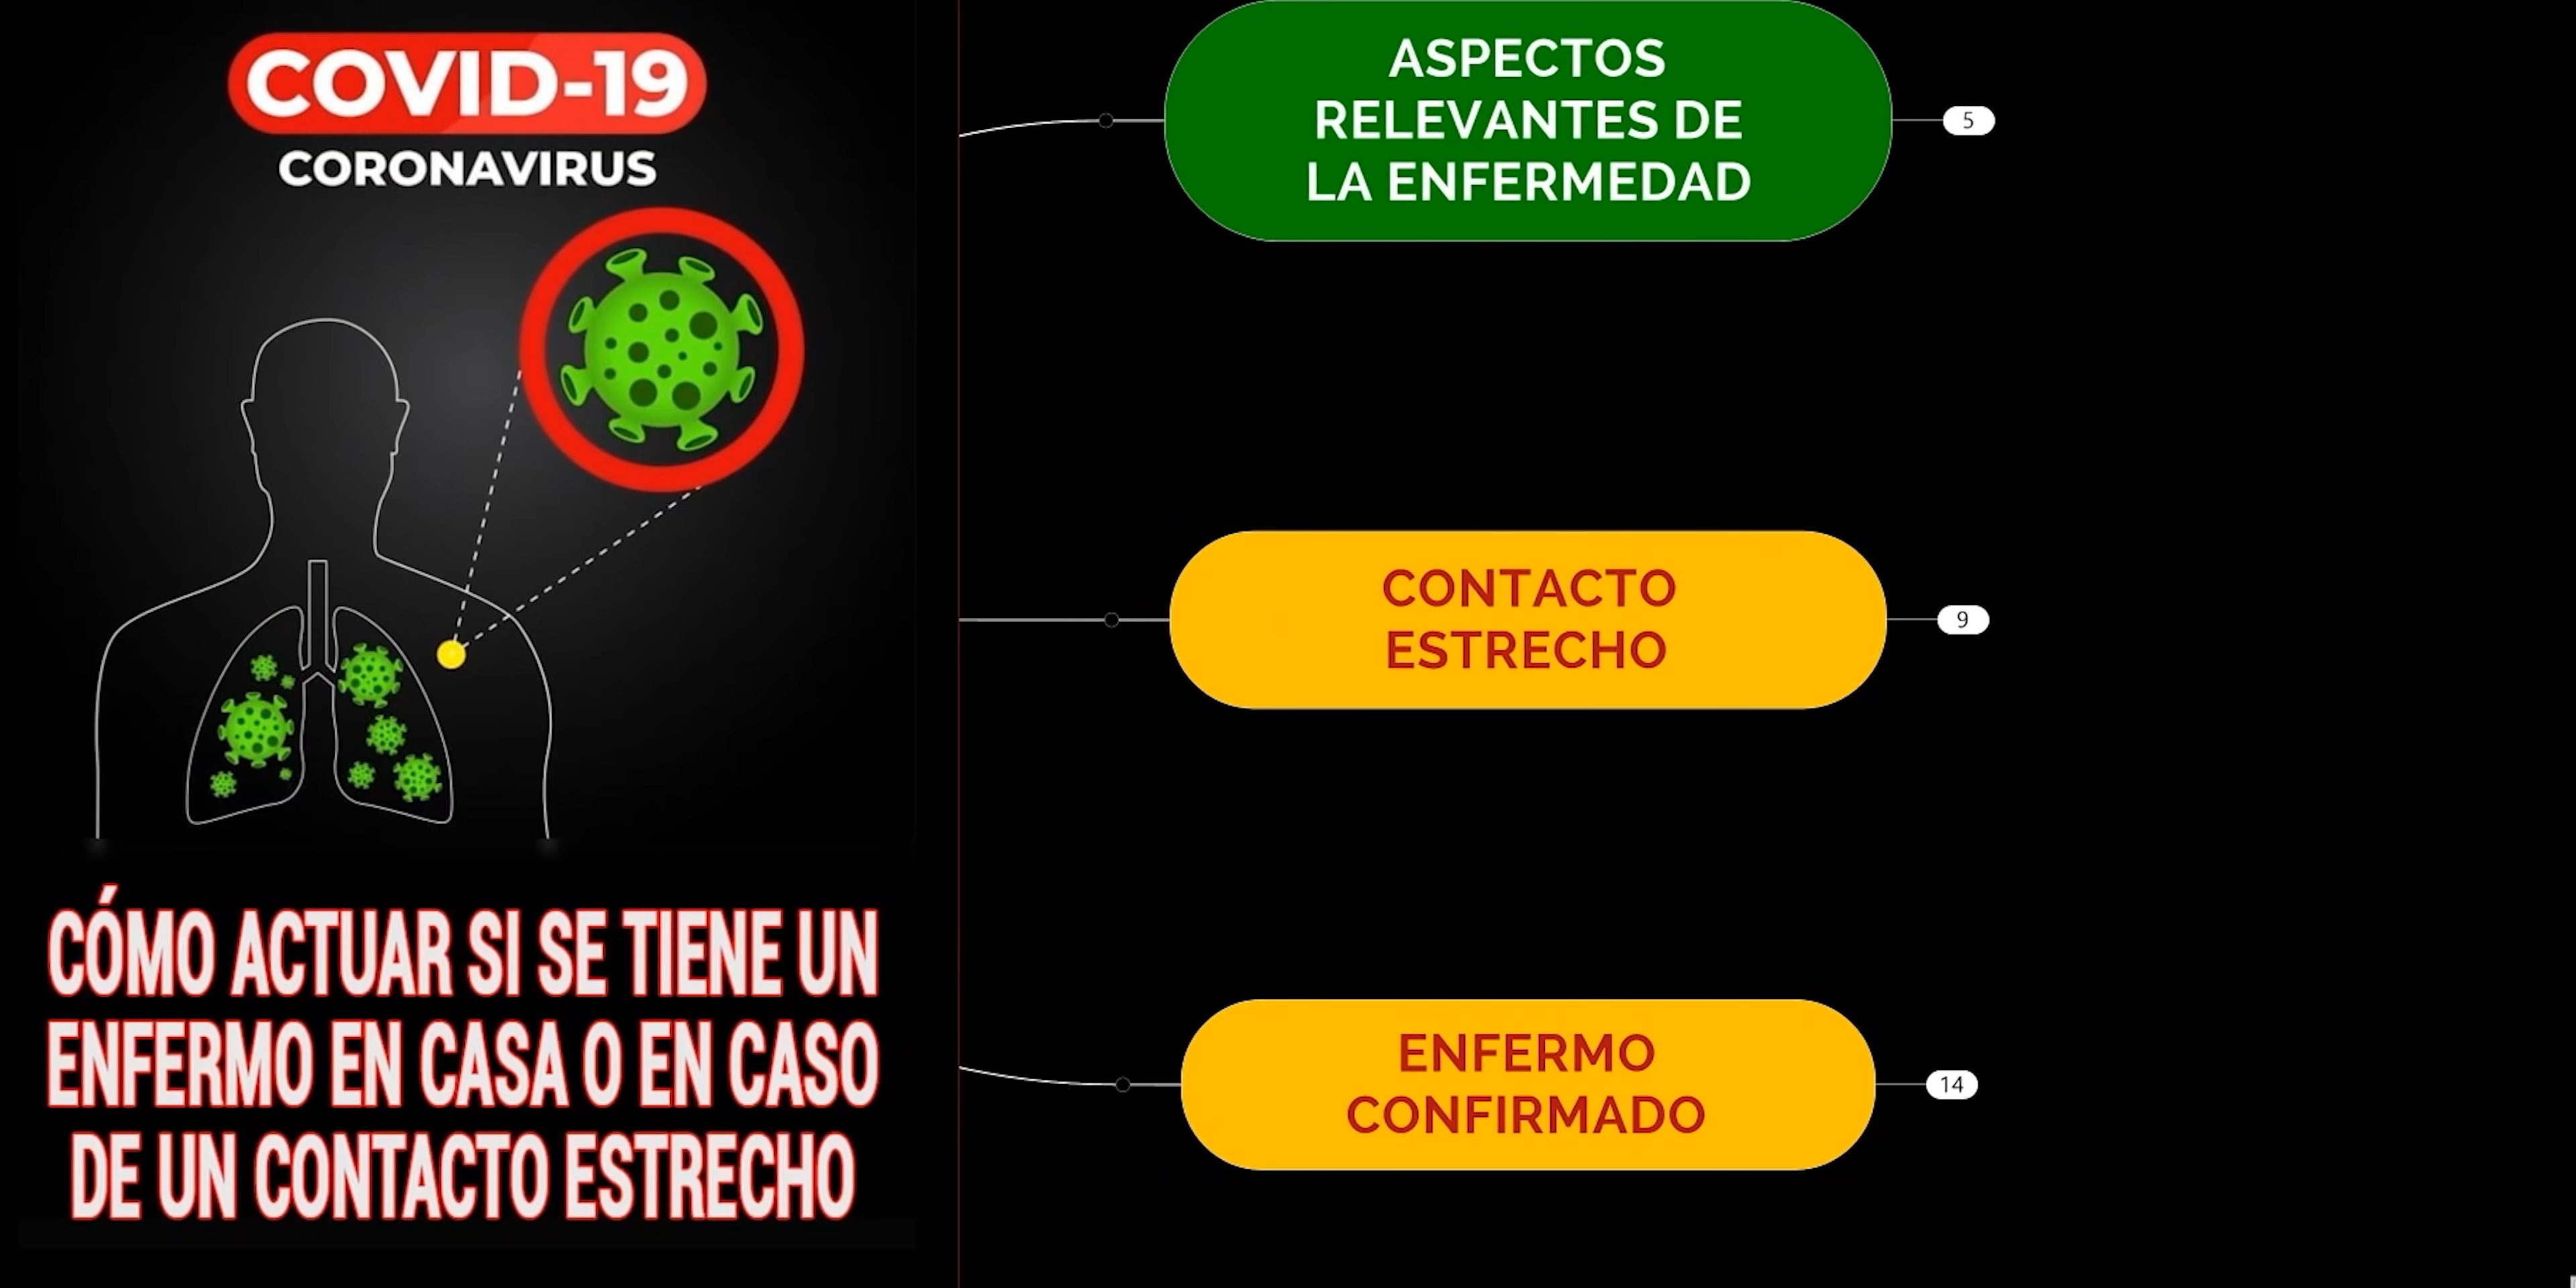 COVID-19
CORONAVIRUS
CÓMO ACTUAR SI SE TIENE UN
ENFERMO EN CASA O EN CASO
DE UN CONTACTO ESTRECHO
ASPECTOS
RELEVANTES DE
LA ENFERMEDAD
5
CONTACTO
ESTRECHO
9
ENFERMO
CONFIRMADO
14